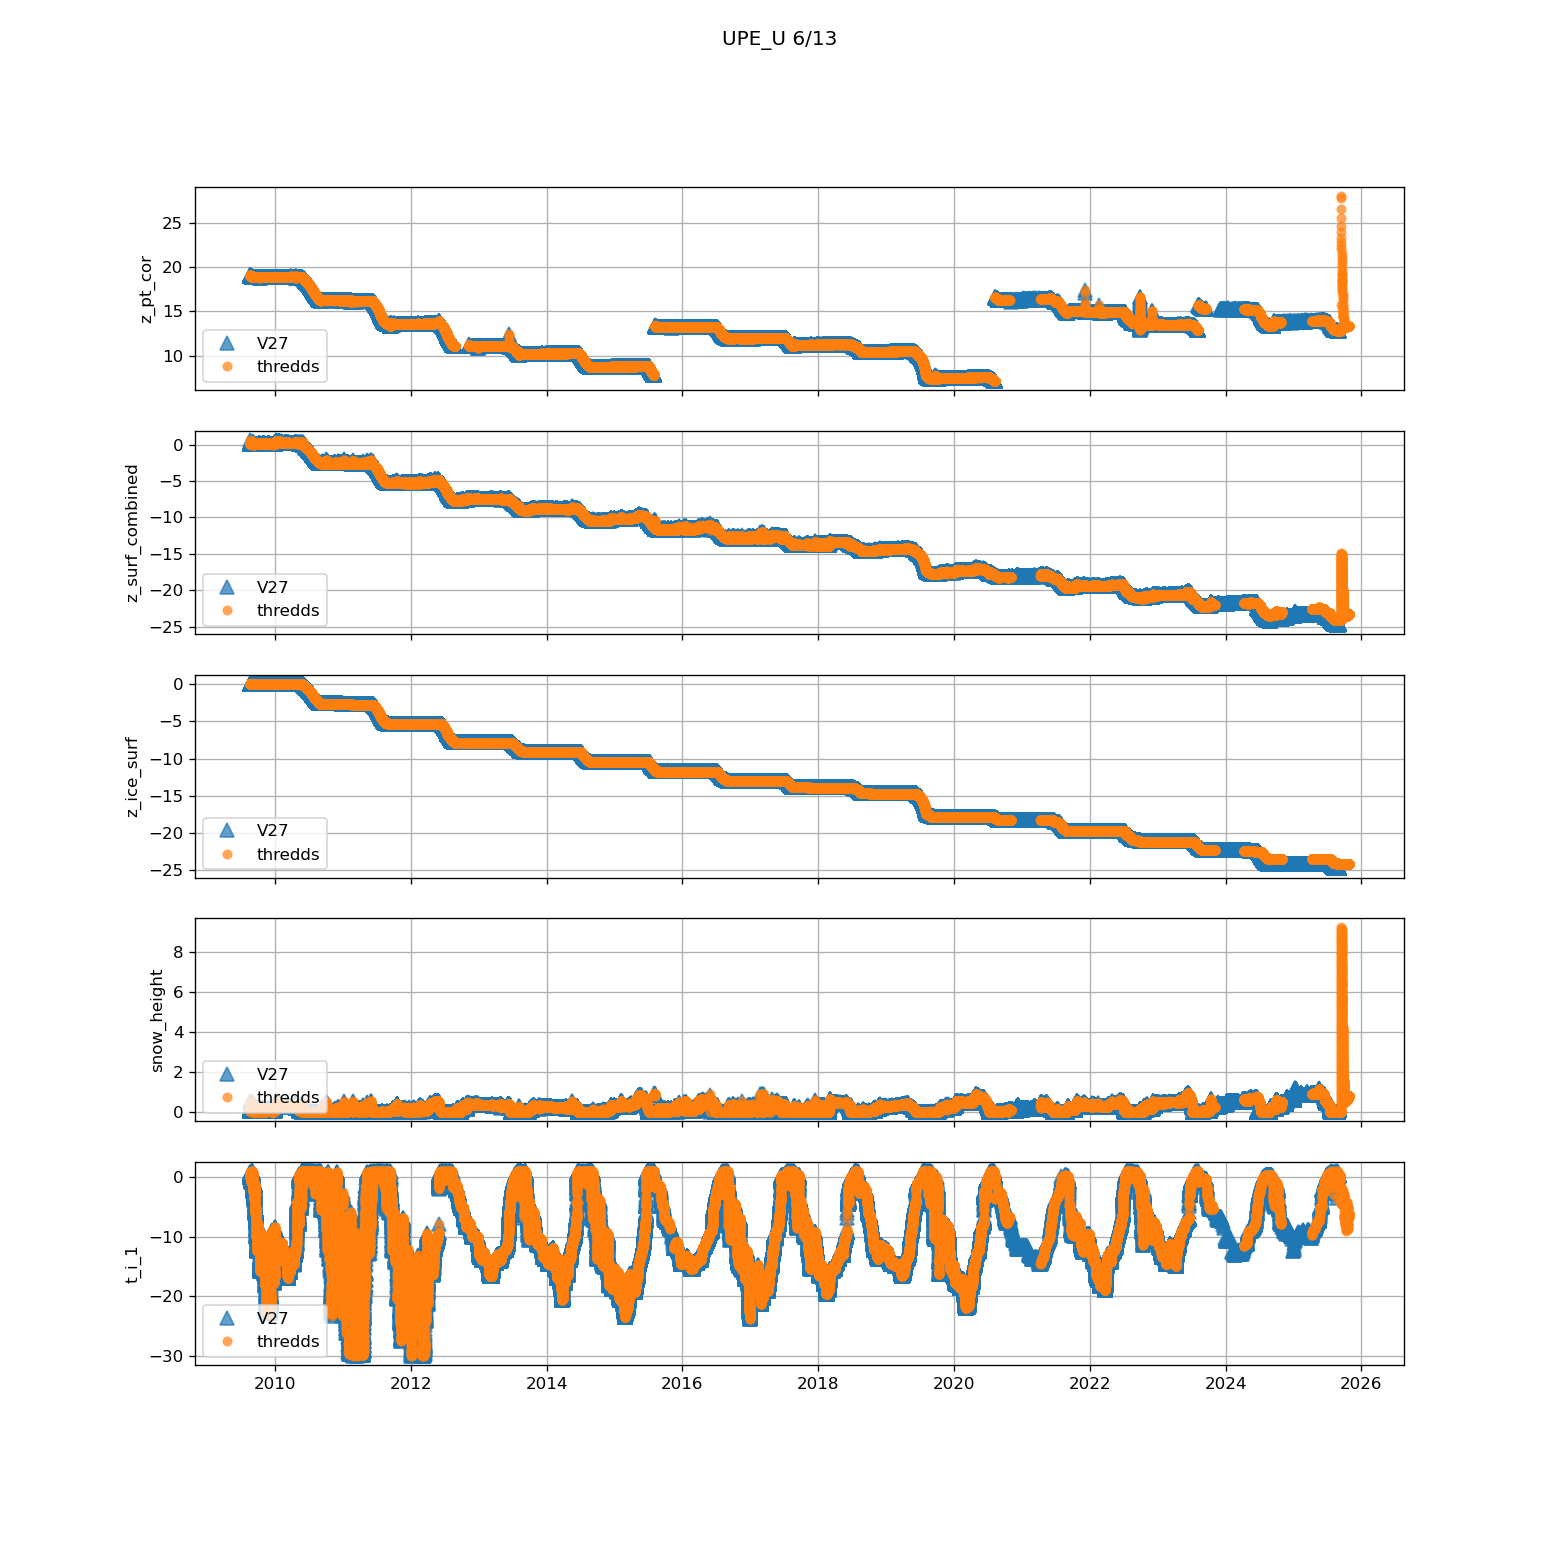 UPE_U 6/13
25
20
15
10
z_pt_cor
V27
thredds
0
−5
−10
−15
−20
−25
z_surf_combined
V27
thredds
0
−5
−10
−15
−20
−25
z_ice_surf
V27
thredds
8
6
4
2
0
snow_height
V27
thredds
0
−10
−20
−30
t_i_1
V27
thredds
2010 2012 2014 2016 2018 2020 2022 2024 2026